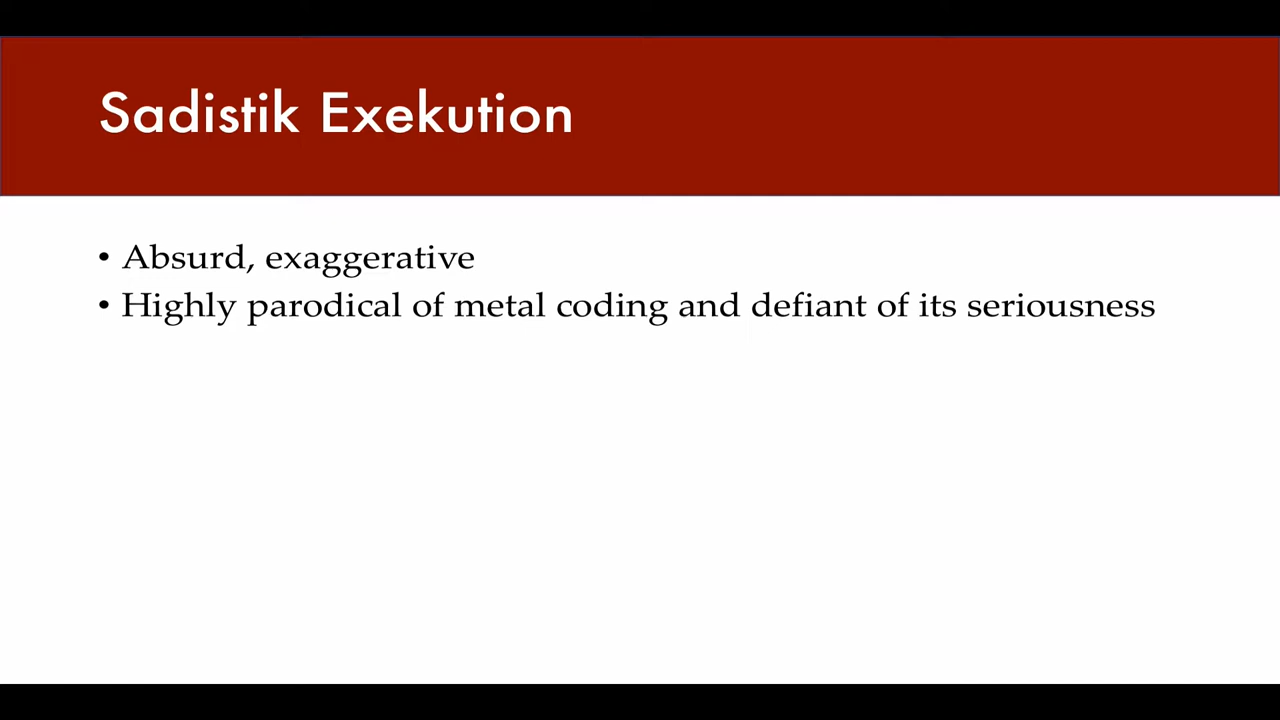 Sadistik Exekution
• Absurd, exaggerative
• Highly parodical of metal coding and defiant of its seriousness